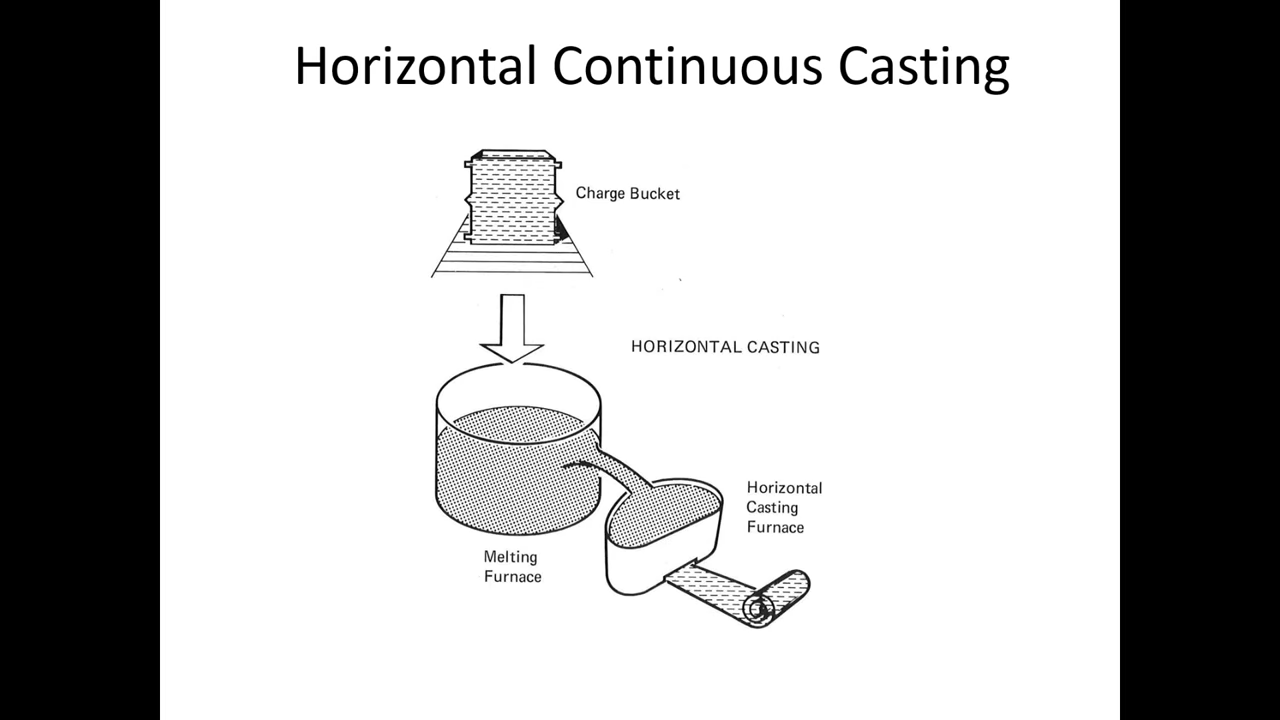 Horizontal Continuous Casting
Charge Bucket
HORIZONTAL CASTING
Horizontal
Casting
Furnace
Melting
Furnace